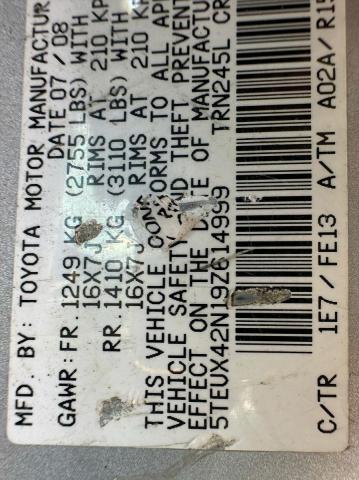 MFD. BY: TOYOTA MOTOR MANUFACTUR
DATE 07 / 08
GAWR:FR.1249 KG (2755 LBS) WITH
16X7J RIMS AT 210 KP
RR.1410 KG (3110 LBS) WITH
16X7J RIMS AT 210 KP
THIS VEHICLE CONFORMS TO ALL AP
VEHICLE SAFETY AND THEFT PREVENT
EFFECT ON THE DATE OF MANUFACTU
5TEUX42N19Z614999 TRN245L CR
C/TR 1E7 / FE13 A/TM A02A/ R15